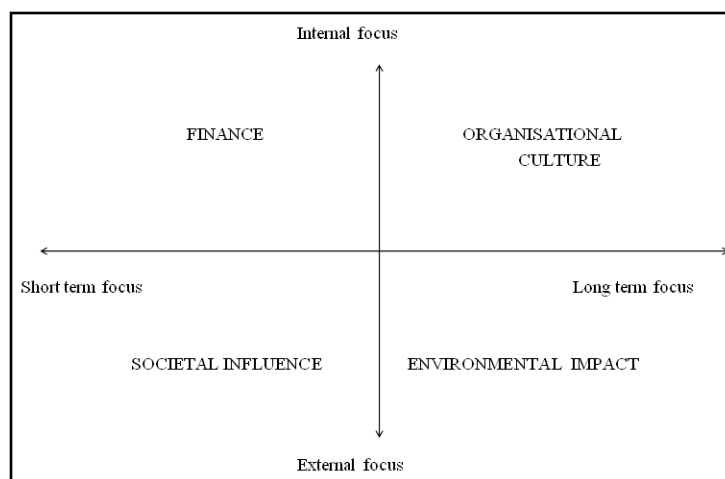 Internal focus
FINANCE
ORGANISATIONAL
CULTURE
Short term focus
Long term focus
SOCIETAL INFLUENCE
ENVIRONMENTAL IMPACT
External focus